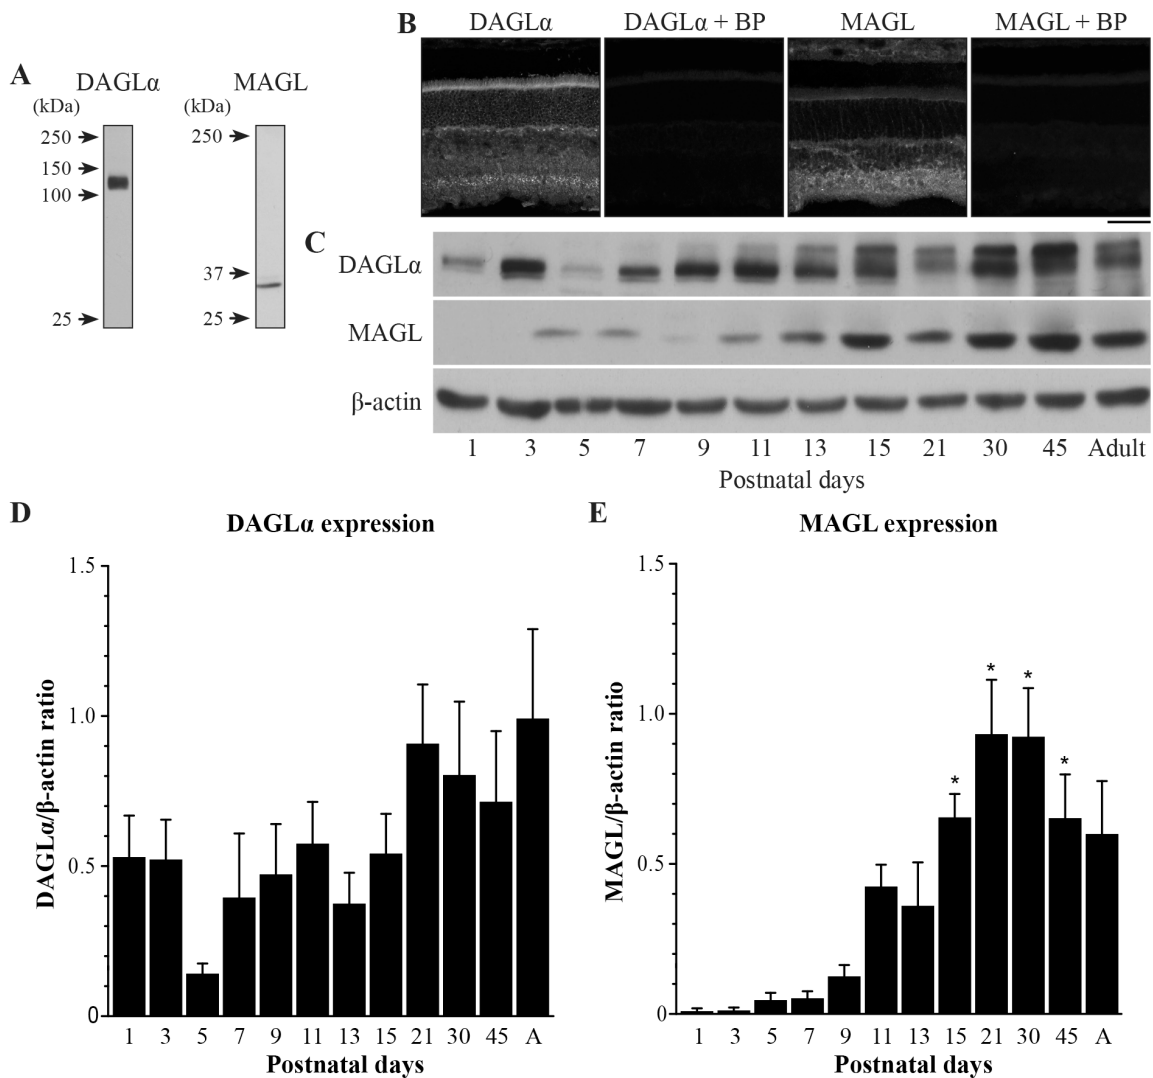 A
DAGLα MAGL
(kDa) (kDa)
250
150
100
25
250
37
25
B
DAGLα DAGLα + BP MAGL MAGL + BP
C
DAGLα
MAGL
β-actin
1 3 5 7 9 11 13 15 21 30 45 Adult
Postnatal days
D
DAGLα expression
DAGLα/β-actin ratio
1.5
1.0
0.5
0
1 3 5 7 9 11 13 15 21 30 45 A
Postnatal days
E
MAGL expression
MAGL/β-actin ratio
1.5
1.0
0.5
0
* * * *
1 3 5 7 9 11 13 15 21 30 45 A
Postnatal days